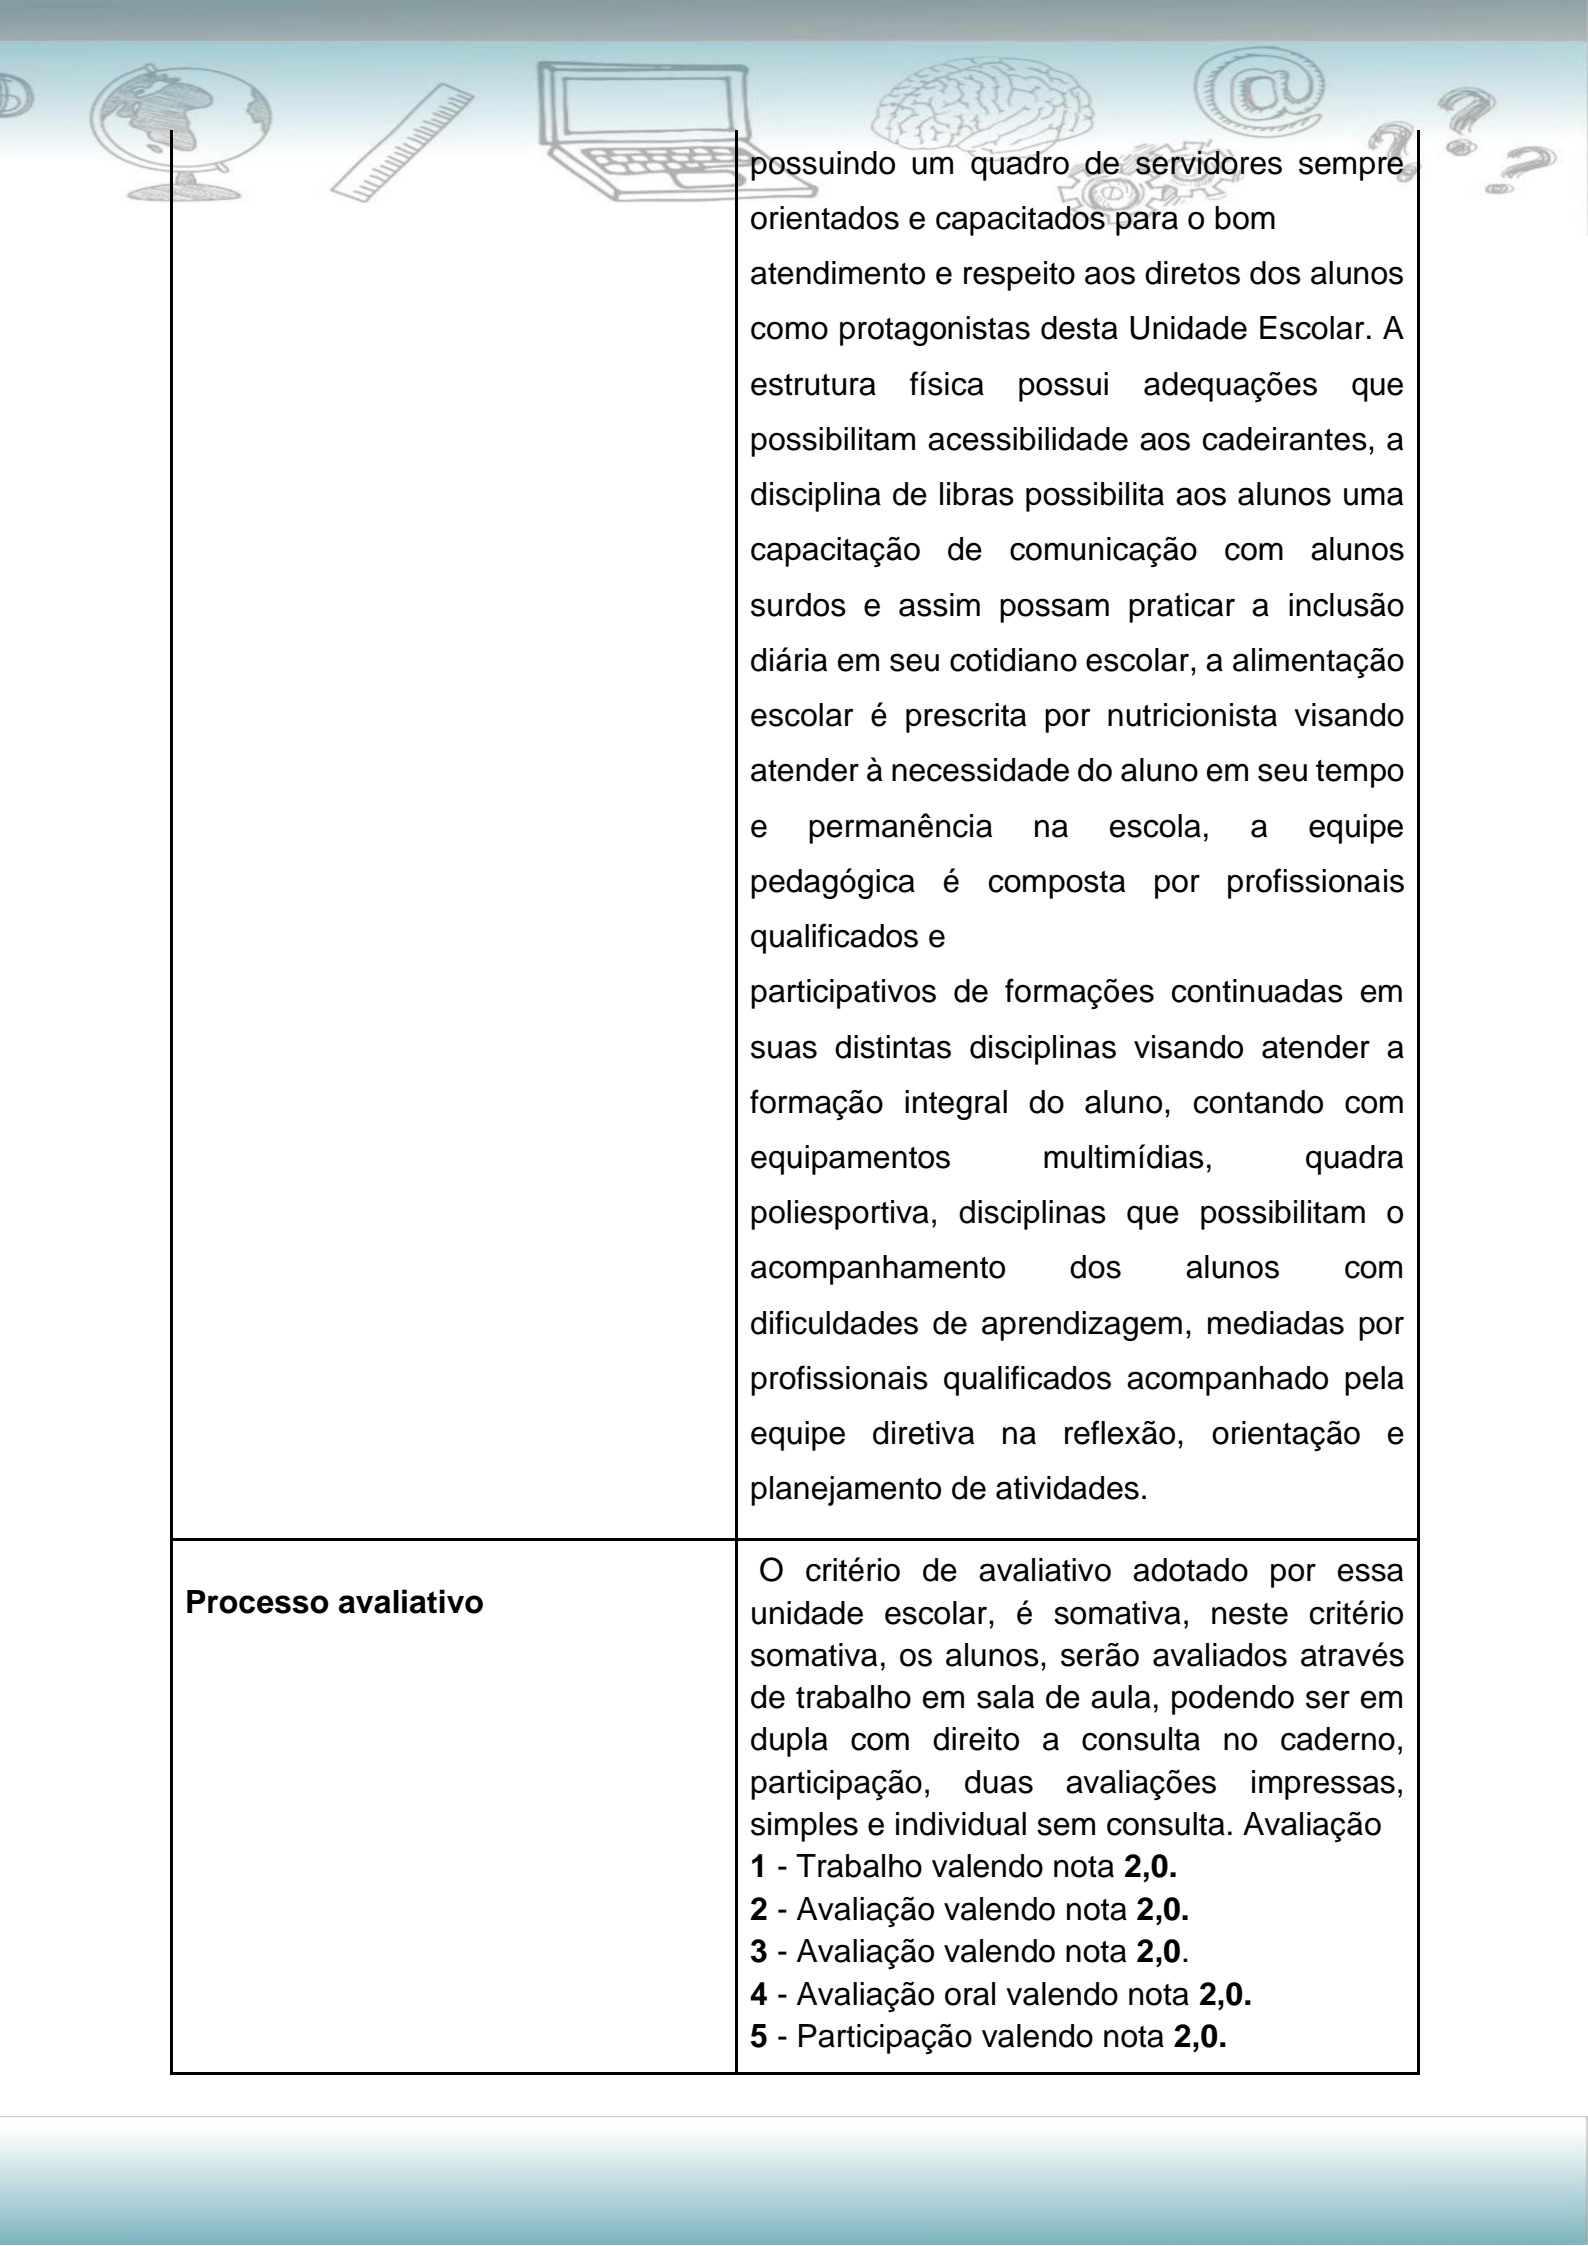 possuindo um quadro de servidores sempre
orientados e capacitados para o bom
atendimento e respeito aos diretos dos alunos
como protagonistas desta Unidade Escolar. A
estrutura física possui adequações que
possibilitam acessibilidade aos cadeirantes, a
disciplina de libras possibilita aos alunos uma
capacitação de comunicação com alunos
surdos e assim possam praticar a inclusão
diária em seu cotidiano escolar, a alimentação
escolar é prescrita por nutricionista visando
atender à necessidade do aluno em seu tempo
e permanência na escola, a equipe
pedagógica é composta por profissionais
qualificados e
participativos de formações continuadas em
suas distintas disciplinas visando atender a
formação integral do aluno, contando com
equipamentos multimídias, quadra
poliesportiva, disciplinas que possibilitam o
acompanhamento dos alunos com
dificuldades de aprendizagem, mediadas por
profissionais qualificados acompanhado pela
equipe diretiva na reflexão, orientação e
planejamento de atividades.
Processo avaliativo
O critério de avaliativo adotado por essa
unidade escolar, é somativa, neste critério
somativa, os alunos, serão avaliados através
de trabalho em sala de aula, podendo ser em
dupla com direito a consulta no caderno,
participação, duas avaliações impressas,
simples e individual sem consulta. Avaliação
1 - Trabalho valendo nota 2,0.
2 - Avaliação valendo nota 2,0.
3 - Avaliação valendo nota 2,0.
4 - Avaliação oral valendo nota 2,0.
5 - Participação valendo nota 2,0.